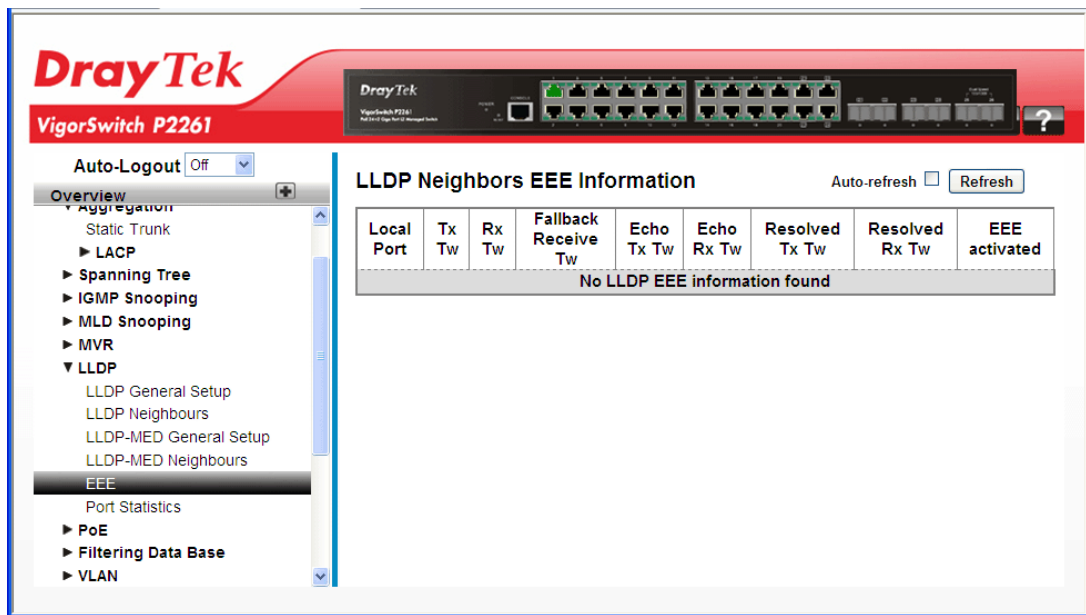 DrayTek
VigorSwitch P2261
DrayTek
VigorSwitch P2261
?
Auto-Logout Off
Overview
Aggregation
Static Trunk
LACP
Spanning Tree
IGMP Snooping
MLD Snooping
MVR
LLDP
LLDP General Setup
LLDP Neighbours
LLDP-MED General Setup
LLDP-MED Neighbours
EEE
Port Statistics
PoE
Filtering Data Base
VLAN
LLDP Neighbors EEE Information
Auto-refresh Refresh
Local Port Tx Tw Rx Tw Fallback Receive Tw Echo Tx Tw Echo Rx Tw Resolved Tx Tw Resolved Rx Tw EEE activated
No LLDP EEE information found